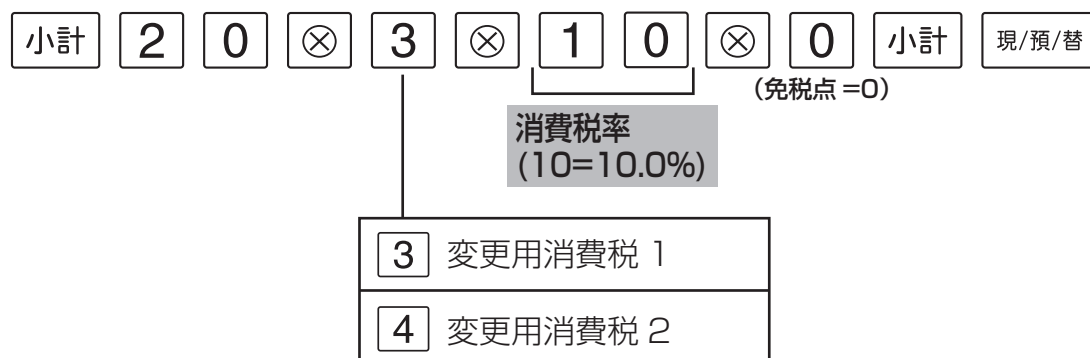 小計 2 0 ⊗ 3 ⊗ 1 0 ⊗ 0 小計 現/預/替
(免税点=0)
消費税率
(10=10.0%)
3 変更用消費税 1
4 変更用消費税 2